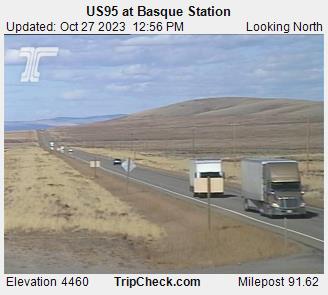 US95 at Basque Station
Updated: Oct 27 2023 12:56 PM Looking North
Elevation 4460 TripCheck.com Milepost 91.62